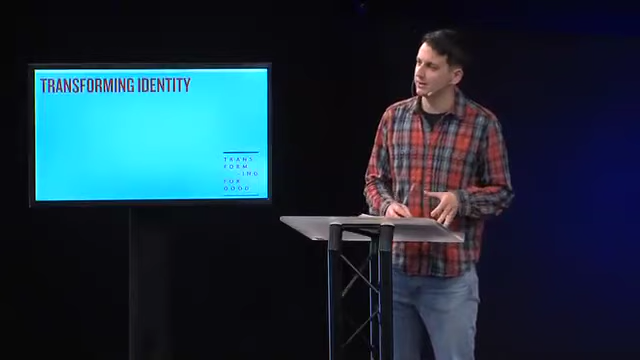 TRANSFORMING IDENTITY
TRANS
FORM
-ING
FOR
GOOD